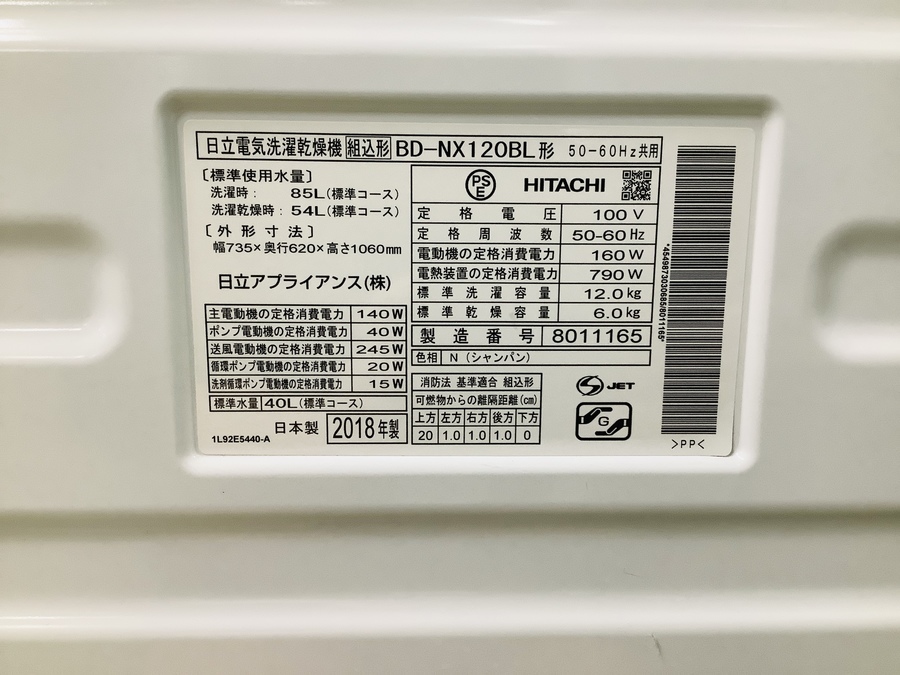 日立電気洗濯乾燥機 組込形 BD-NX120BL形 50-60Hz共用
〔標準使用水量〕
洗濯時： 85L(標準コース)
洗濯乾燥時：54L(標準コース)
〔外形寸法〕
幅735×奥行620×高さ1060mm
日立アプライアンス(株)
主電動機の定格消費電力 140W
ポンプ電動機の定格消費電力 40W
送風電動機の定格消費電力 245W
循環ポンプ電動機の定格消費電力 20W
洗剤循環ポンプ電動機の定格消費電力 15W
標準水量 40L(標準コース)
日本製 2018年製
1L92E5440-A
PSE HITACHI
定格電圧 100V
定格周波数 50-60Hz
電動機の定格消費電力 160W
電熱装置の定格消費電力 790W
標準洗濯容量 12.0kg
標準乾燥容量 6.0kg
製造番号 8011165
色相 N（シャンパン）
消防法 基準適合 組込形
可燃物からの離隔距離(cm)
上方 左方 右方 後方 下方
20 1.0 1.0 1.0 0
S JET
G
*4549873030685/8011165*
>PP<